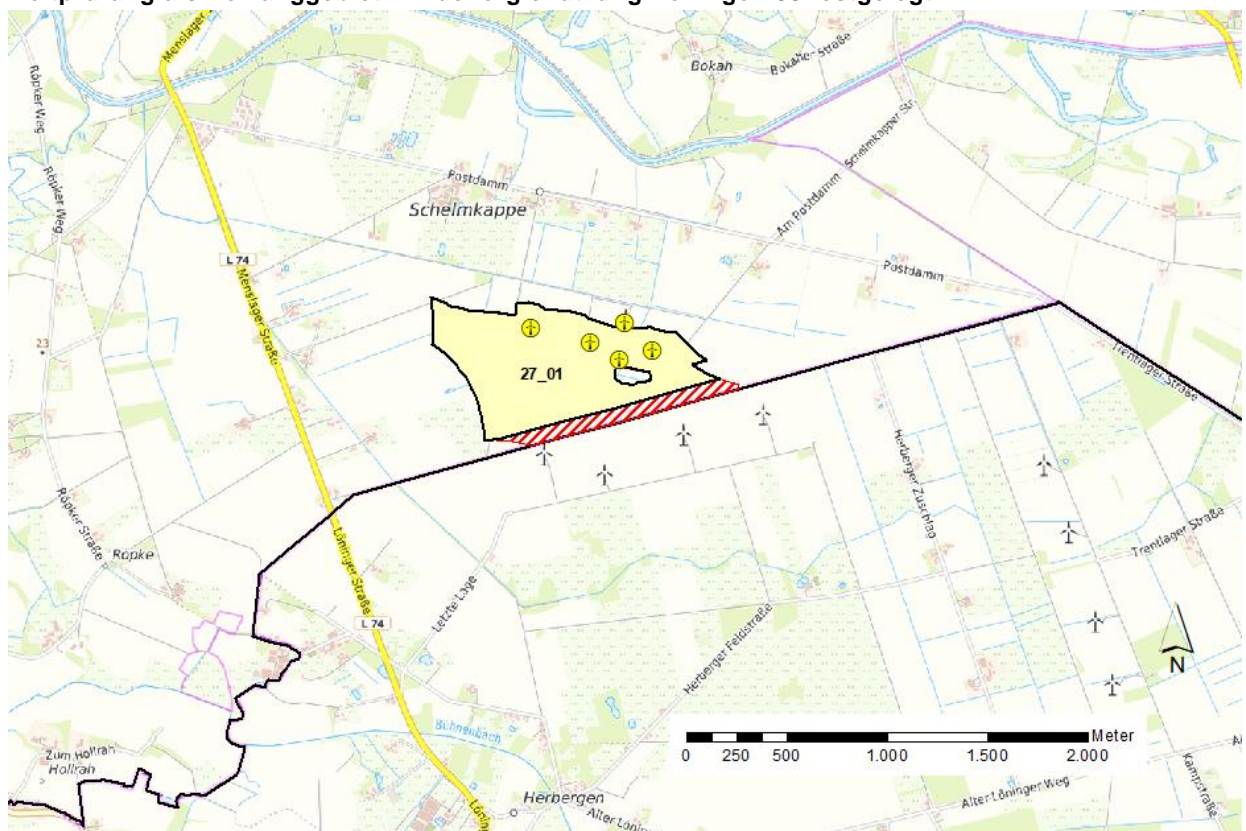 Menslager
Bokaher Straße
Bokah
Röpker Weg
Röpker Weg
Postdamm
Schelmkappe
Schelmkapper Str.
Am Postdamm
Postdamm
L 74
Menslager Straße
23
27_01
Trentlager Straße
Herberger Zuschlag
Röpker Straße
Röpke
Löninger Straße
Trentlager Straße
L 74
Letzte Lage
Herberger Feldstraße
N
Bühnenbach
Meter
0 250 500 1.000 1.500 2.000
Zum Hollrah
Hollrah
Herbergen
Alter Löninger Weg
Kampstraße